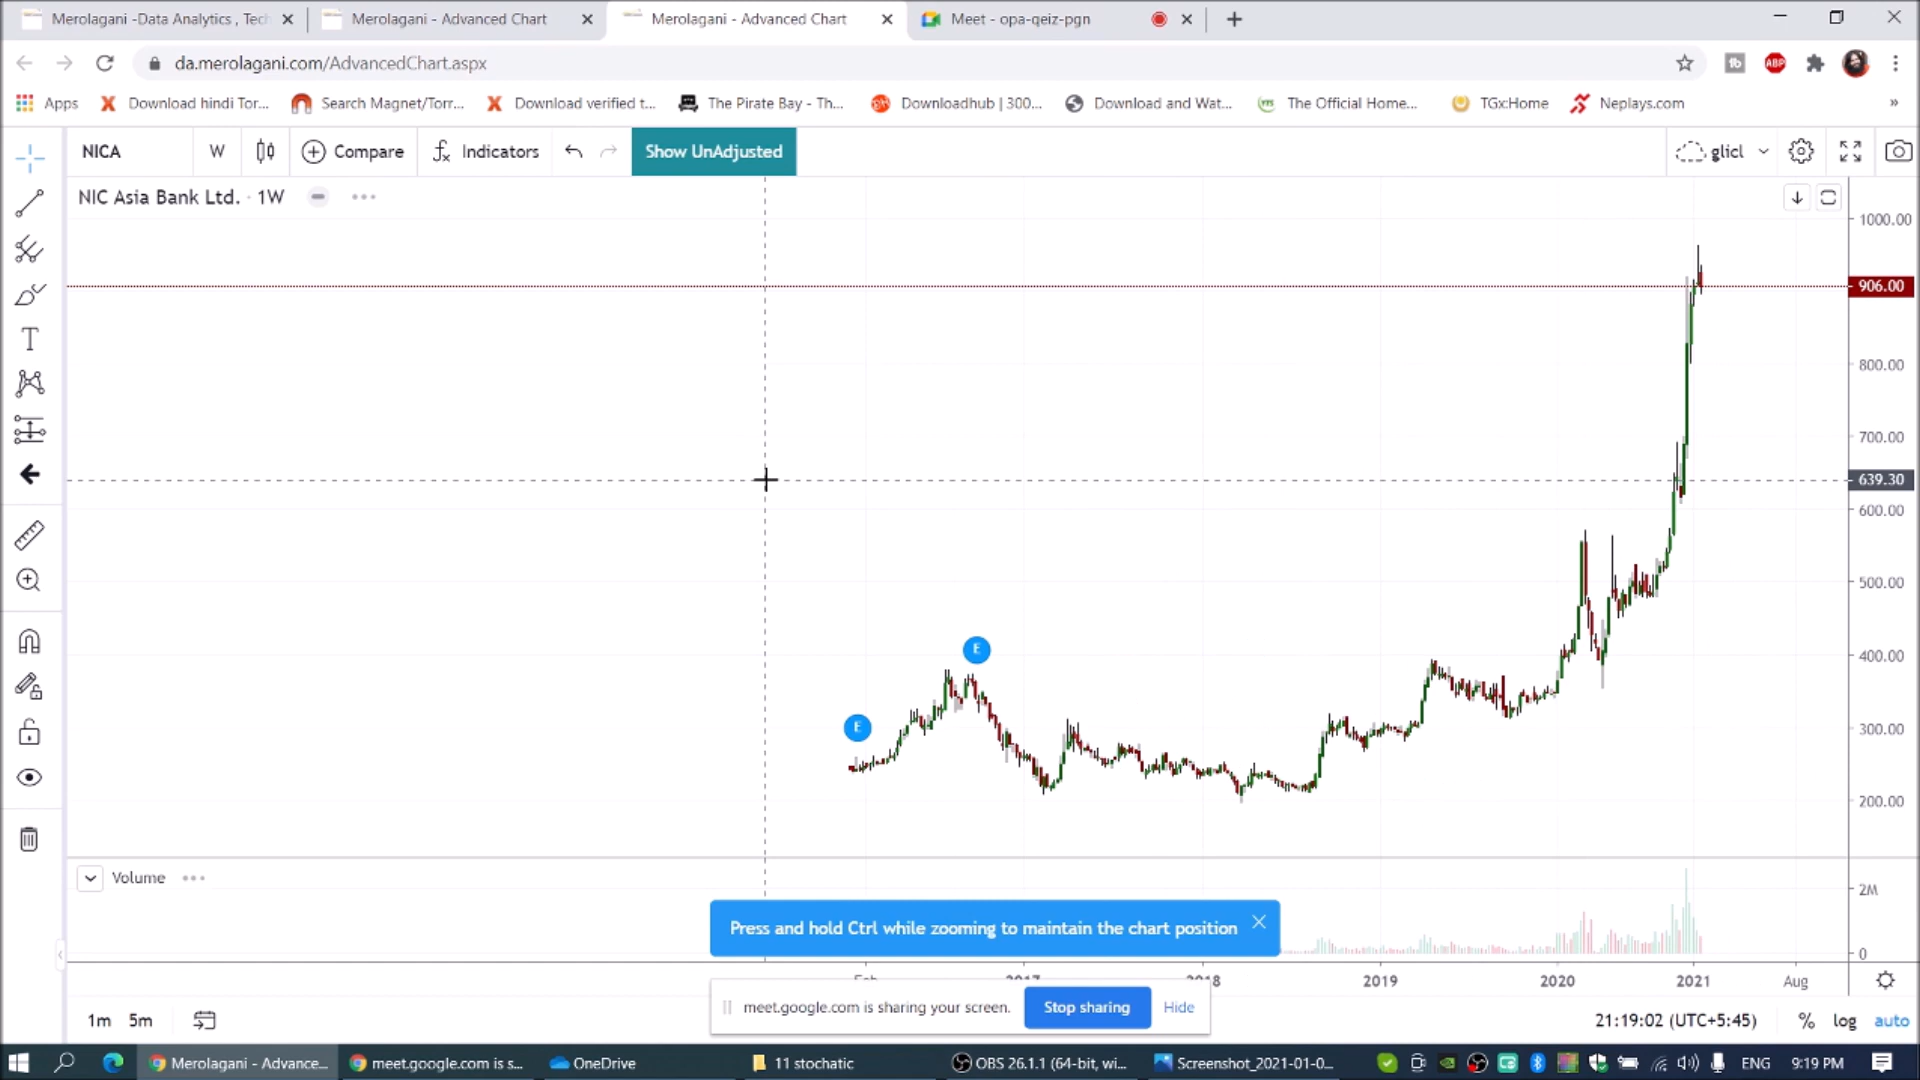 Merolagani -Data Analytics , Tech
Merolagani - Advanced Chart
Merolagani - Advanced Chart
Meet - opa-qeiz-pgn
da.merolagani.com/AdvancedChart.aspx
ABP
Apps
Download hindi Tor...
Search Magnet/Torr...
Download verified t...
The Pirate Bay - Th...
Downloadhub | 300...
Download and Wat...
The Official Home...
TGx:Home
Neplays.com
»
NICA
W
Compare
Indicators
Show UnAdjusted
glicl
NIC Asia Bank Ltd. · 1W
1000.00
906.00
800.00
700.00
639.30
600.00
500.00
400.00
300.00
200.00
E
E
Volume
2M
0
Press and hold Ctrl while zooming to maintain the chart position
2019
2020
2021
Aug
meet.google.com is sharing your screen.
Stop sharing
Hide
1m
5m
21:19:02 (UTC+5:45)
%
log
auto
Merolagani - Advance...
meet.google.com is s...
OneDrive
11 stochatic
OBS 26.1.1 (64-bit, wi...
Screenshot_2021-01-0...
ENG
9:19 PM